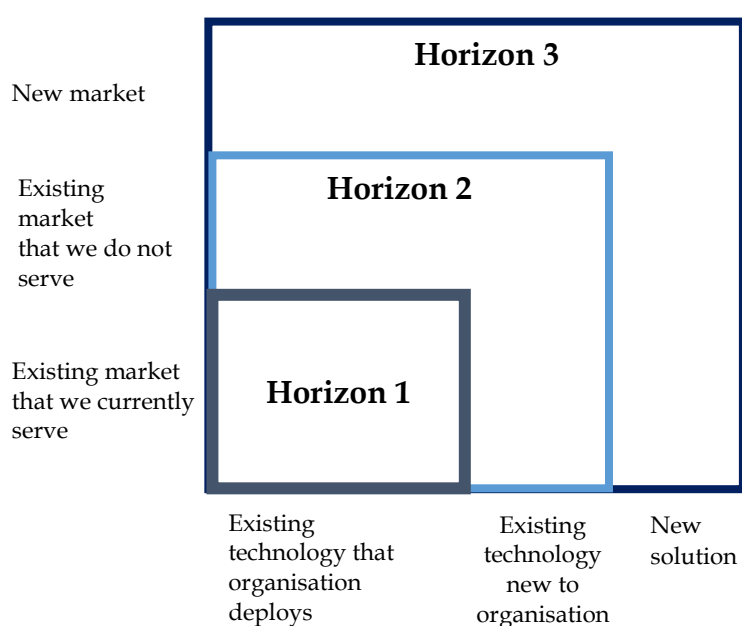 Horizon 3
New market
Existing
market
that we do not
serve
Horizon 2
Existing market
that we currently
serve
Horizon 1
Existing
technology that
organisation
deploys
Existing
technology
new to
organisation
New
solution